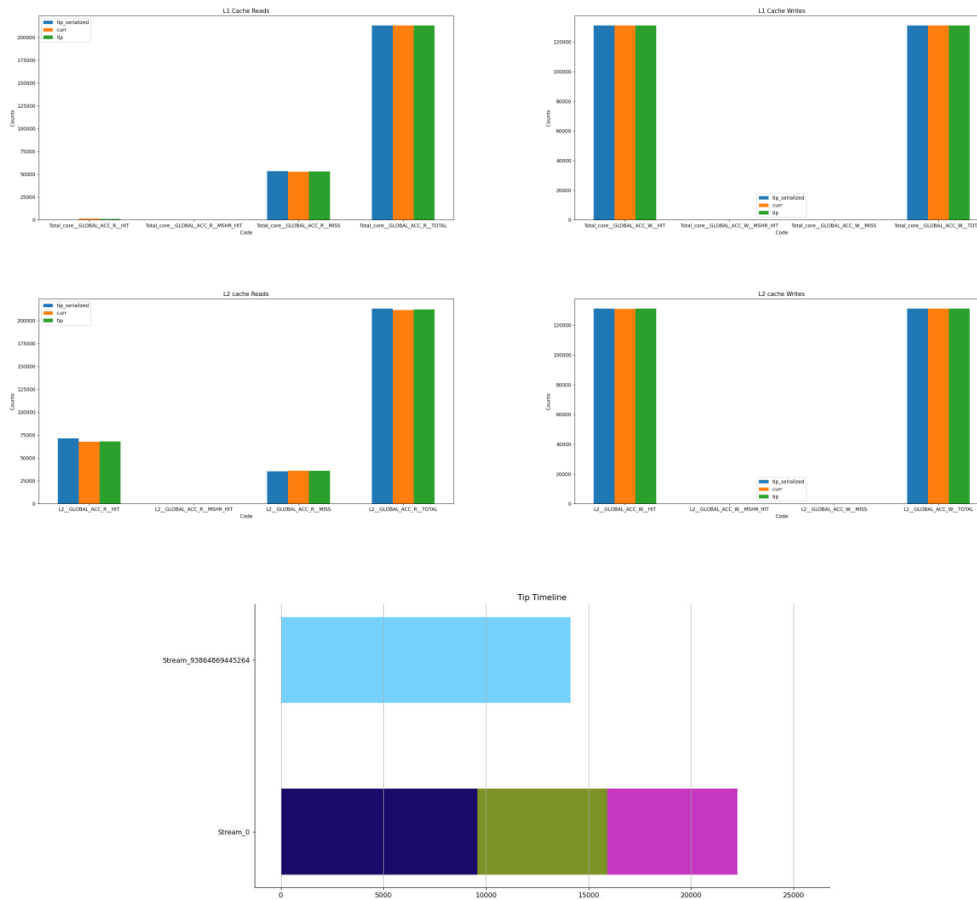 L1 Cache Reads
tip_serialized
curr
tip
200000
175000
150000
125000
100000
75000
50000
25000
0
Counts
Total_core__GLOBAL_ACC_R__HIT
Total_core__GLOBAL_ACC_R__MSHR_HIT
Total_core__GLOBAL_ACC_R__MISS
Total_core__GLOBAL_ACC_R__TOTAL
Code
L1 Cache Writes
120000
100000
80000
60000
40000
20000
0
Counts
tip_serialized
curr
tip
Total_core__GLOBAL_ACC_W__HIT
Total_core__GLOBAL_ACC_W__MSHR_HIT
Total_core__GLOBAL_ACC_W__MISS
Total_core__GLOBAL_ACC_W__TOTAL
Code
L2 cache Reads
tip_serialized
curr
tip
200000
175000
150000
125000
100000
75000
50000
25000
0
Counts
L2__GLOBAL_ACC_R__HIT
L2__GLOBAL_ACC_R__MSHR_HIT
L2__GLOBAL_ACC_R__MISS
L2__GLOBAL_ACC_R__TOTAL
Code
L2 cache Writes
120000
100000
80000
60000
40000
20000
0
Counts
tip_serialized
curr
tip
L2__GLOBAL_ACC_W__HIT
L2__GLOBAL_ACC_W__MSHR_HIT
L2__GLOBAL_ACC_W__MISS
L2__GLOBAL_ACC_W__TOTAL
Code
Tip Timeline
Stream_93864869445264
Stream_0
0
5000
10000
15000
20000
25000